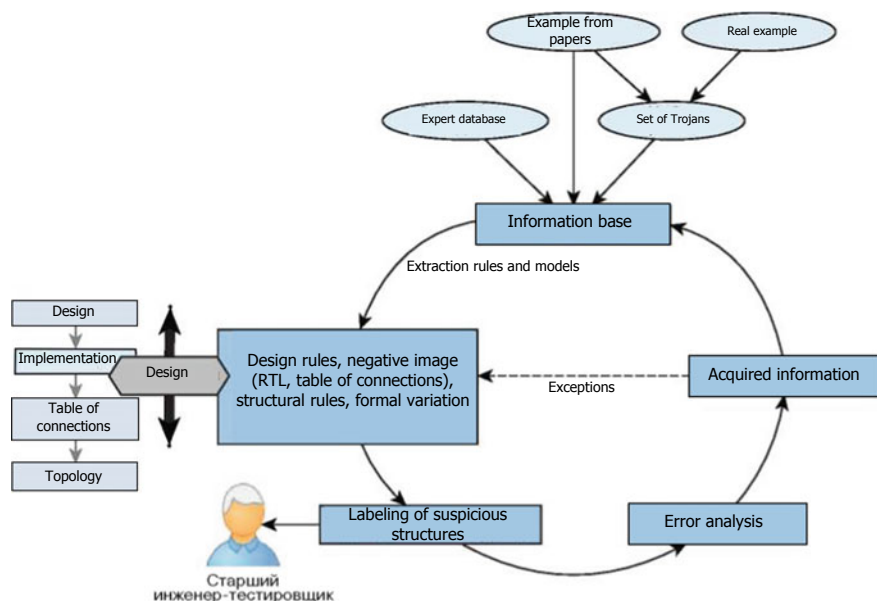 Example from
papers
Real example
Expert database
Set of Trojans
Information base
Extraction rules and models
Design
Implementation
Table of
connections
Topology
Design
Design rules, negative image
(RTL, table of connections),
structural rules, formal variation
Exceptions
Acquired information
Labeling of suspicious
structures
Error analysis
Старший
инженер-тестировщик